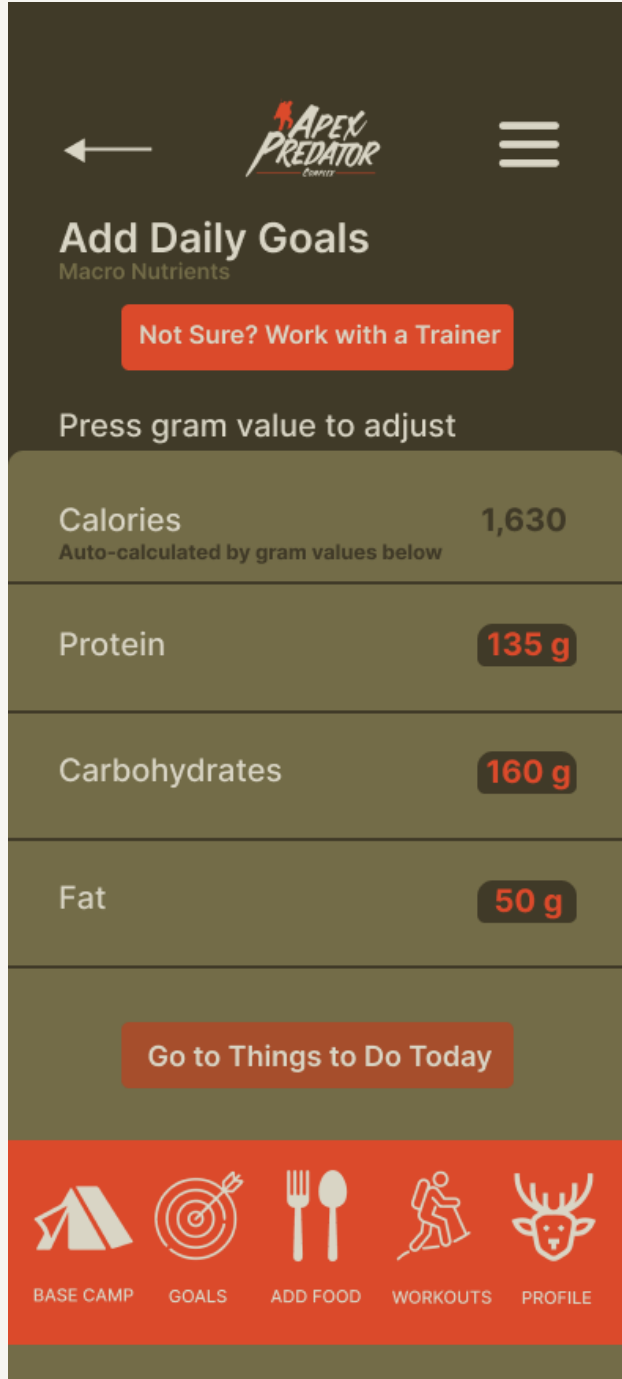 APEX
PREDATOR
COMPLEX
Add Daily Goals
Macro Nutrients
Not Sure? Work with a Trainer
Press gram value to adjust
Calories 1,630
Auto-calculated by gram values below
Protein 135 g
Carbohydrates 160 g
Fat 50 g
Go to Things to Do Today
BASE CAMP GOALS ADD FOOD WORKOUTS PROFILE